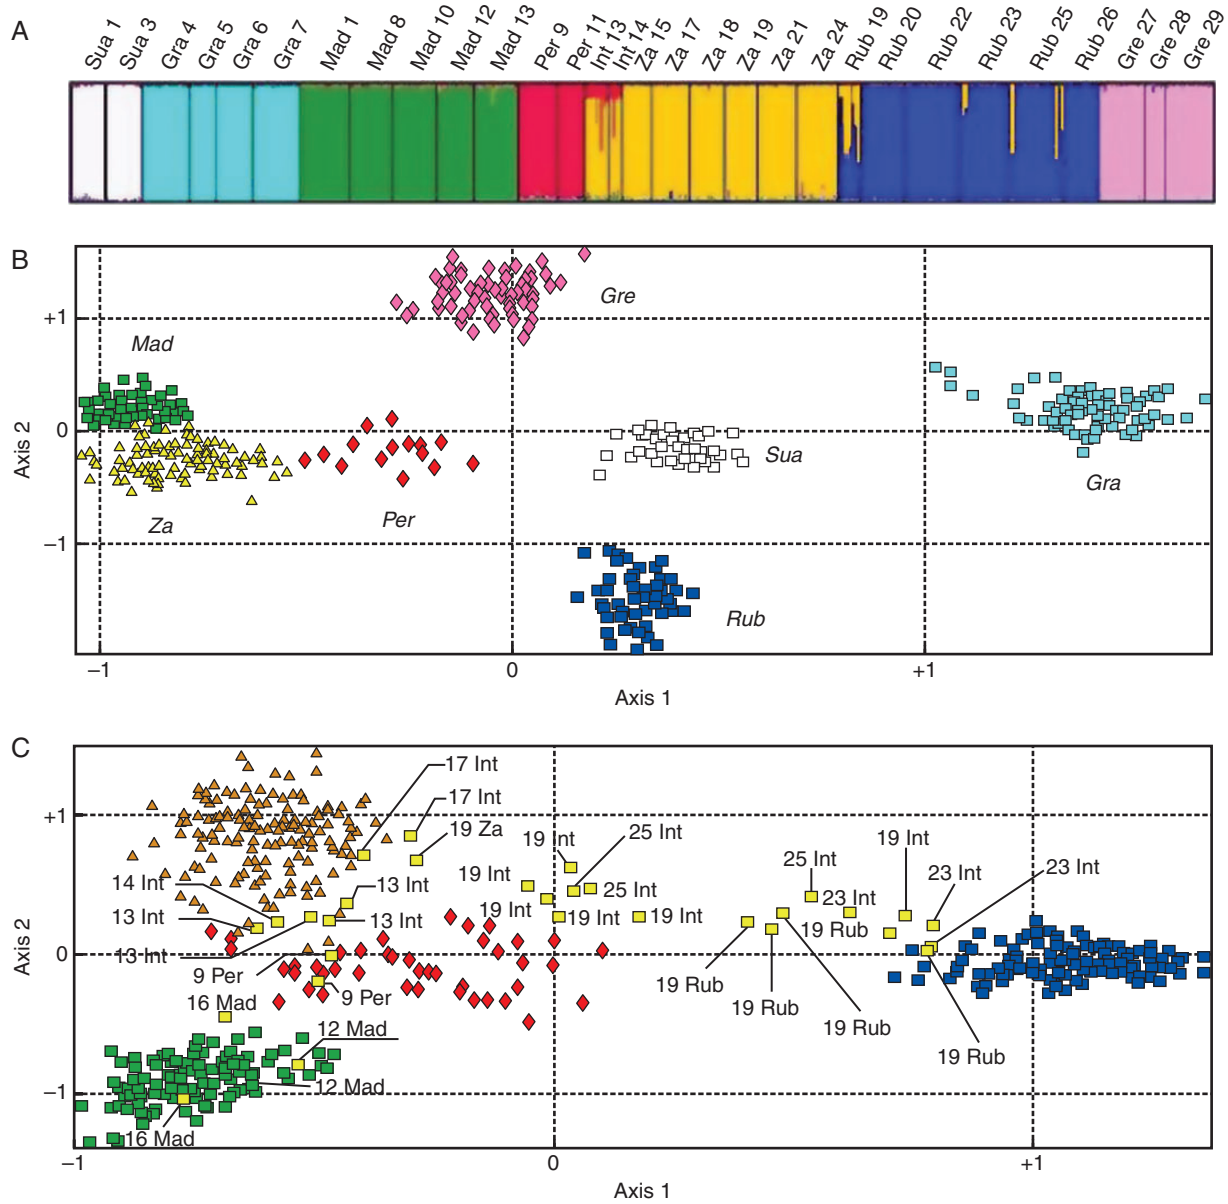 A
Sua 1
Sua 3
Gra 4
Gra 5
Gra 6
Gra 7
Mad 1
Mad 8
Mad 10
Mad 12
Mad 13
Per 9
Per 11
Int 13
Int 14
Za 15
Za 17
Za 18
Za 19
Za 21
Za 24
Rub 19
Rub 20
Rub 22
Rub 23
Rub 25
Rub 26
Gre 27
Gre 28
Gre 29
B
Gre
+1
Mad
0
Axis 2
Sua
Gra
Za
Per
−1
Rub
−1
0
+1
Axis 1
C
17 Int
17 Int
+1
19 Za
19 Int
25 Int
19 Int
25 Int
19 Int
23 Int
23 Int
14 Int
13 Int
25 Int
23 Int
13 Int
13 Int
19 Int
19 Int
19 Int
19 Rub
13 Int
0
Axis 2
9 Per
9 Per
19 Rub
16 Mad
19 Rub
19 Rub
12 Mad
19 Rub
12 Mad
−1
16 Mad
−1
0
+1
Axis 1